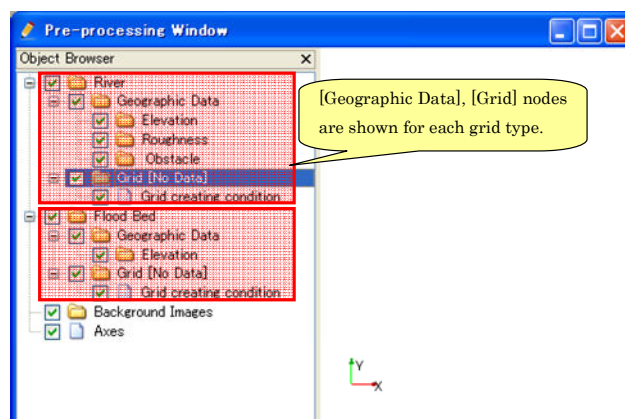 Pre-processing Window
Object Browser
River
Geographic Data
Elevation
Roughness
Obstacle
Grid [No Data]
Grid creating condition
Flood Bed
Geographic Data
Elevation
Grid [No Data]
Grid creating condition
Background Images
Axes
[Geographic Data], [Grid] nodes
are shown for each grid type.
Y
X